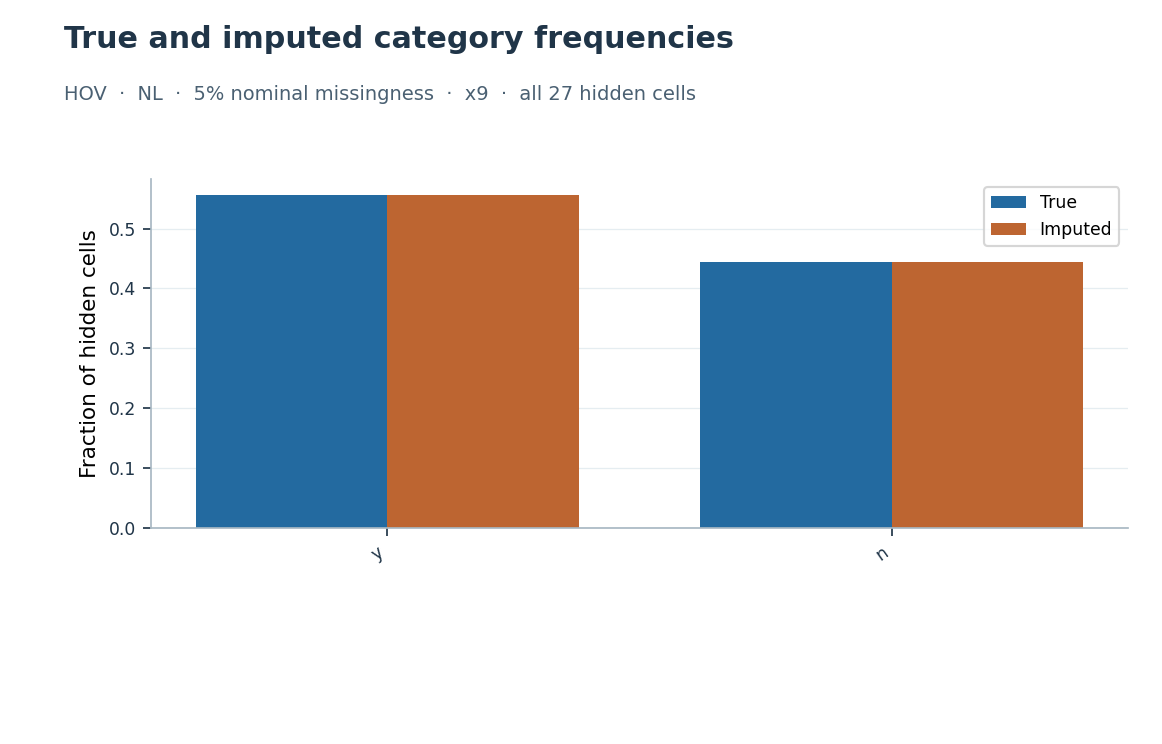 True and imputed category frequencies
HOV · NL · 5% nominal missingness · x9 · all 27 hidden cells
True
Imputed
Fraction of hidden cells
0.5
0.4
0.3
0.2
0.1
0.0
y
n